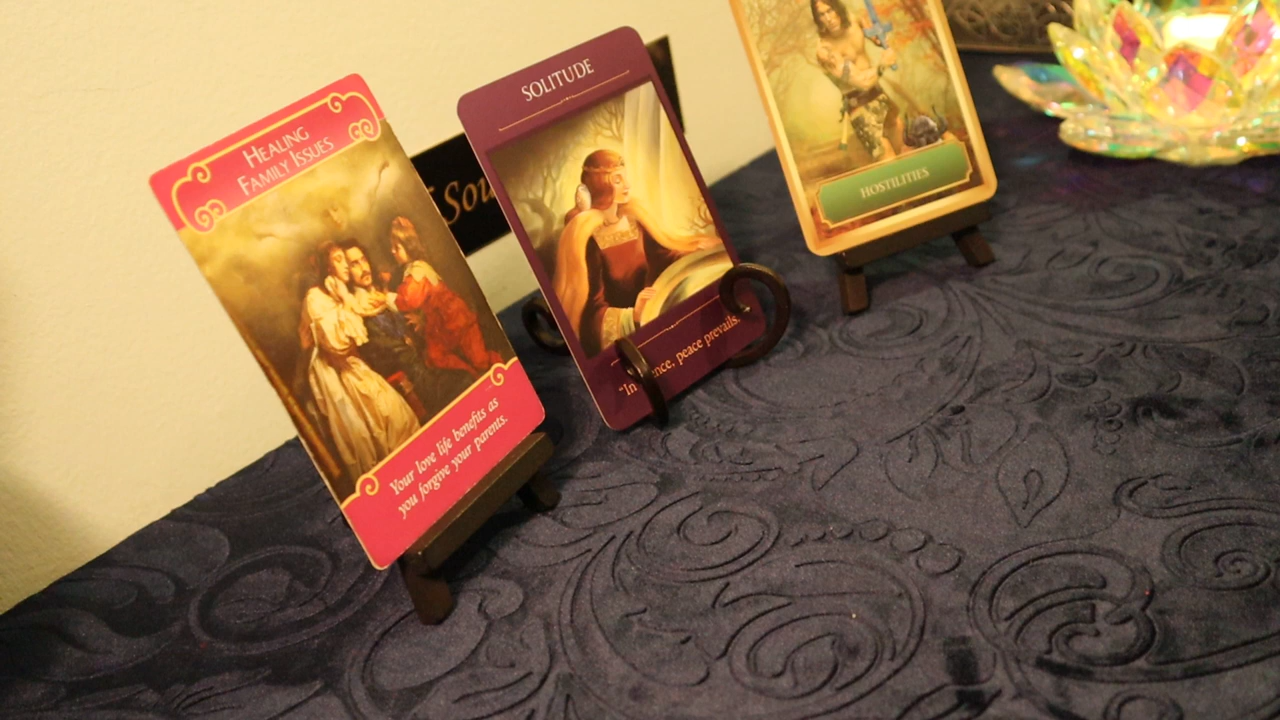 HEALING
FAMILY ISSUES
Your love life benefits as
you forgive your parents.
SOLITUDE
peace prevails.
HOSTILITIES